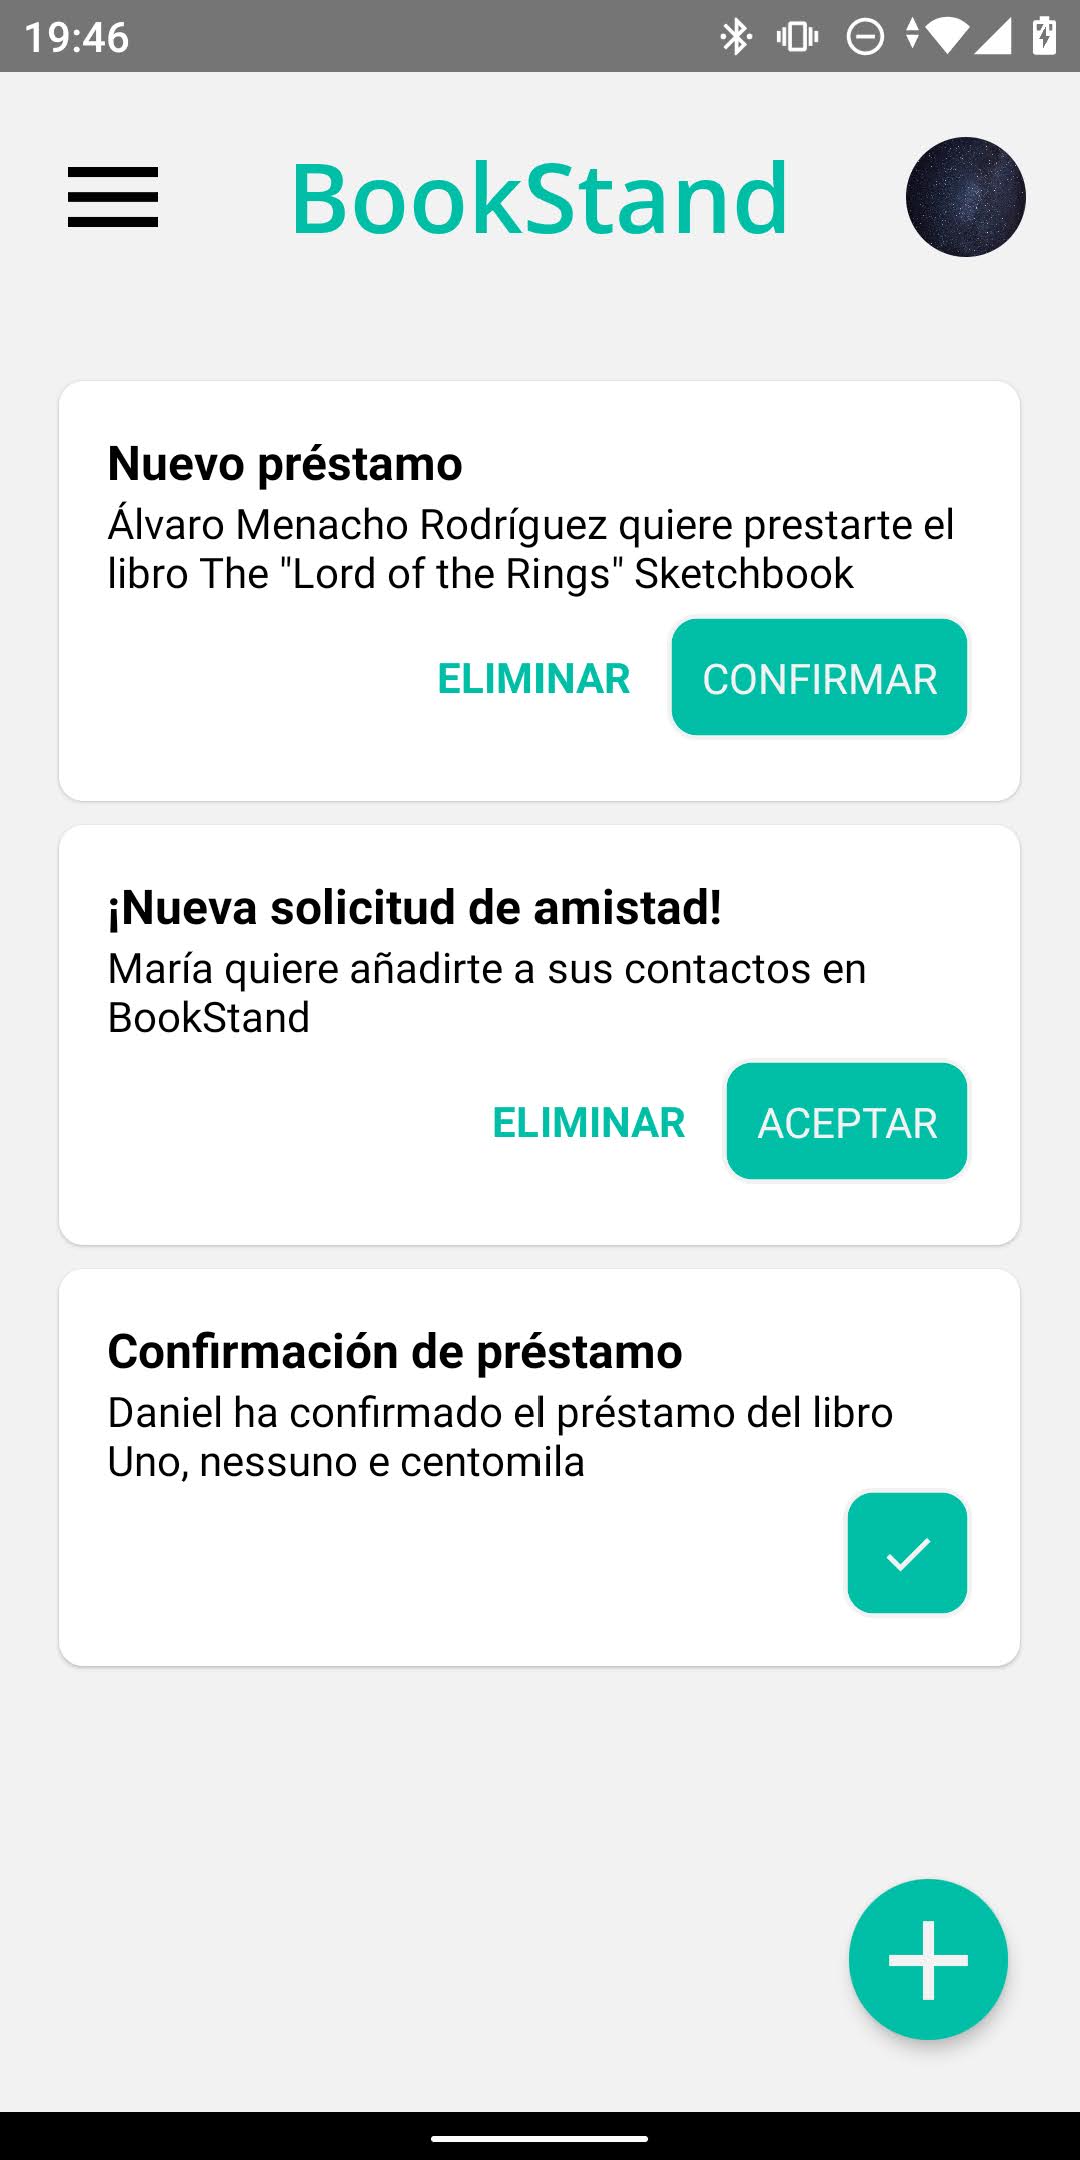 19:46
BookStand
Nuevo préstamo
Álvaro Menacho Rodríguez quiere prestarte el
libro The "Lord of the Rings" Sketchbook
ELIMINAR CONFIRMAR
¡Nueva solicitud de amistad!
María quiere añadirte a sus contactos en
BookStand
ELIMINAR ACEPTAR
Confirmación de préstamo
Daniel ha confirmado el préstamo del libro
Uno, nessuno e centomila